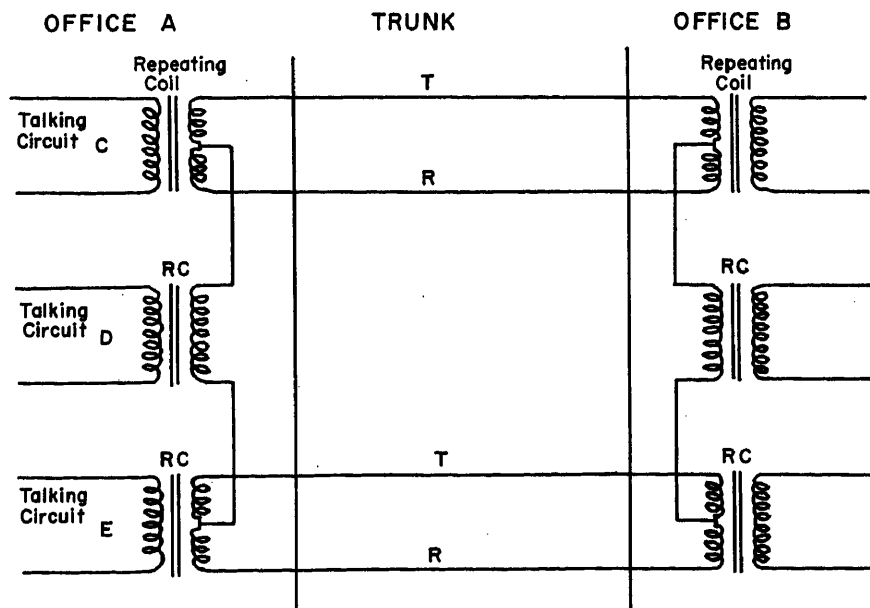 OFFICE A
TRUNK
OFFICE B
Repeating
Coil
T
Repeating
Coil
Talking
Circuit C
R
RC
RC
Talking
Circuit D
RC
T
RC
Talking
Circuit E
R